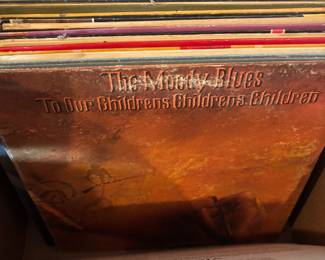 The Moody Blues
To Our Childrens Childrens Children